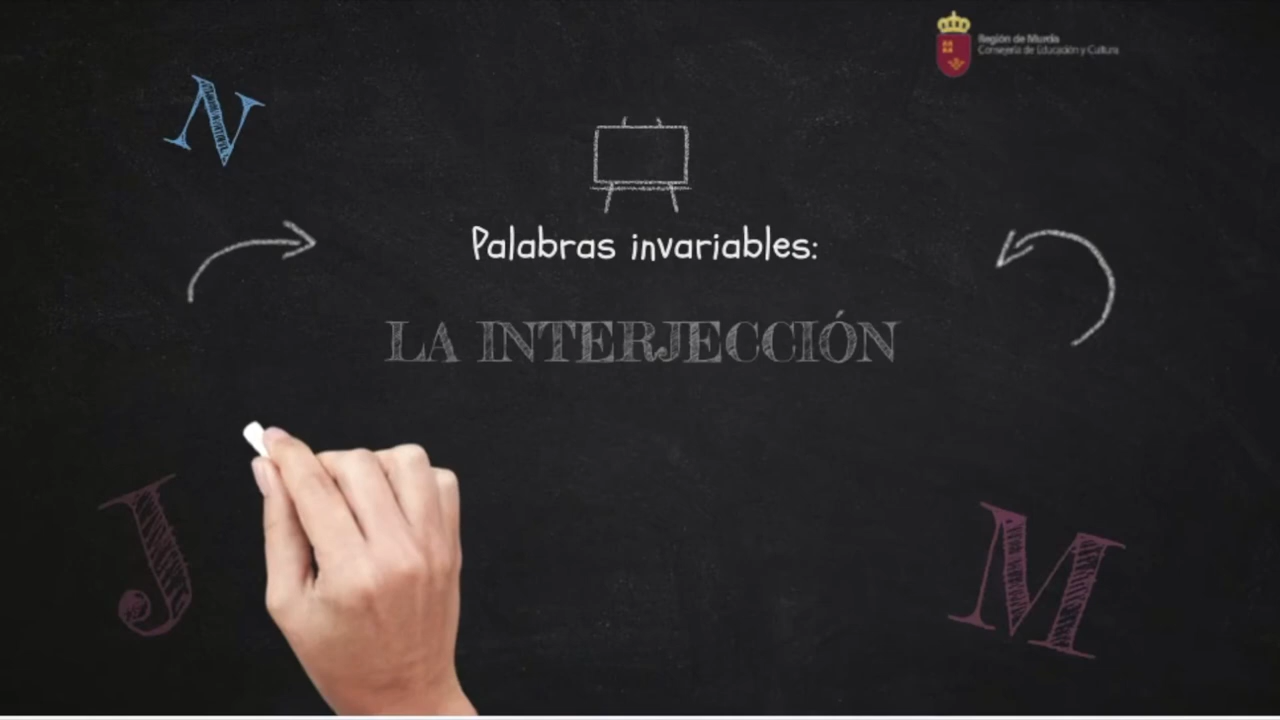 Región de Murcia
Consejería de Educación y Cultura
N
Palabras invariables:
LA INTERJECCIÓN
J
M